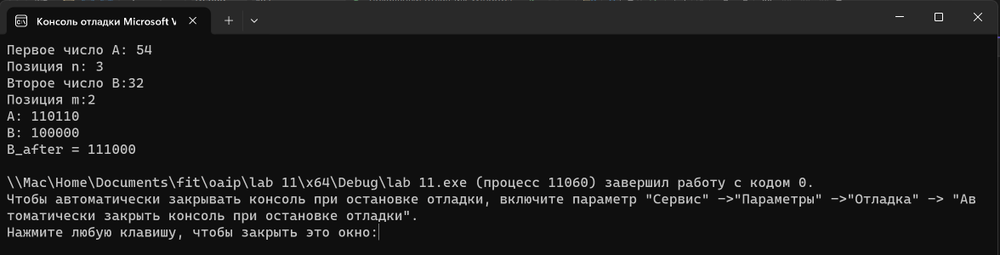 Консоль отладки Microsoft V
Первое число A: 54
Позиция n: 3
Второе число B:32
Позиция m:2
A: 110110
B: 100000
B_after = 111000
\\Mac\Home\Documents\fit\oaip\lab 11\x64\Debug\lab 11.exe (процесс 11060) завершил работу с кодом 0.
Чтобы автоматически закрывать консоль при остановке отладки, включите параметр "Сервис" ->"Параметры" ->"Отладка" -> "Ав
томатически закрыть консоль при остановке отладки".
Нажмите любую клавишу, чтобы закрыть это окно: